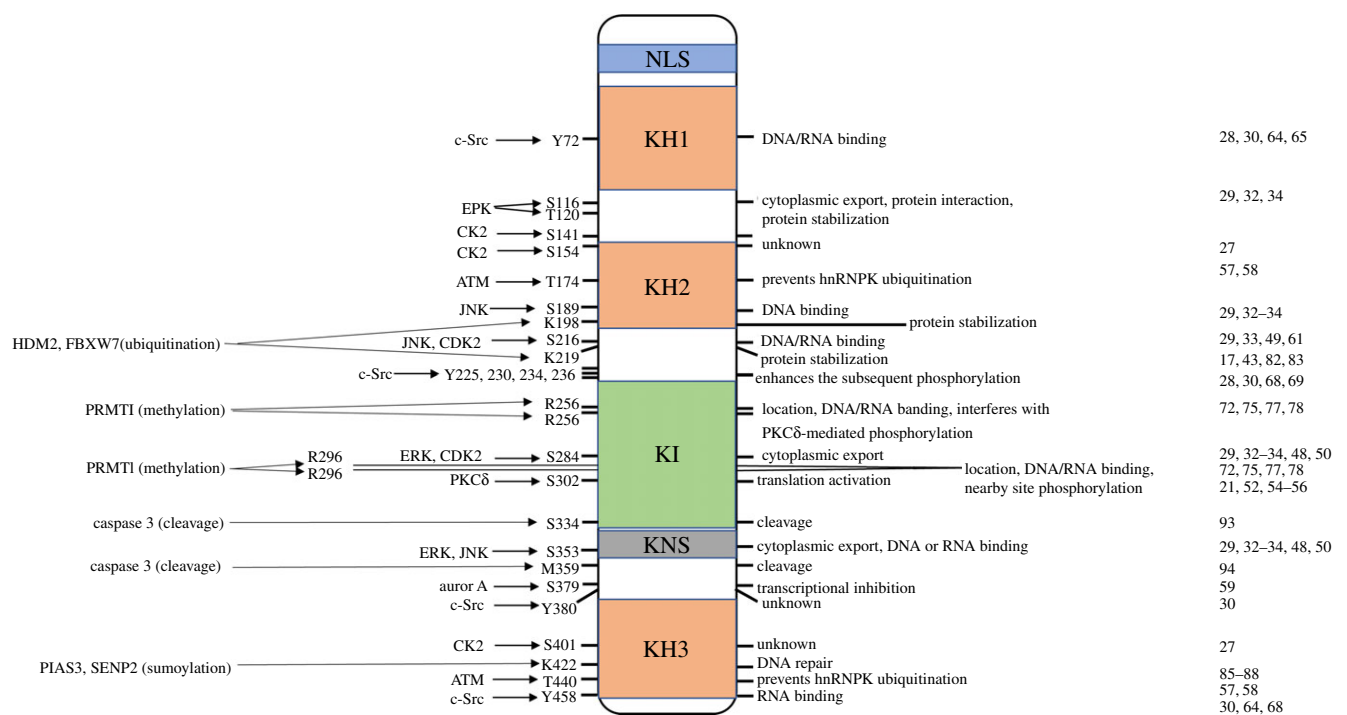 NLS
c-Src Y72 KH1 DNA/RNA binding 28, 30, 64, 65
EPK S116 cytoplasmic export, protein interaction, 29, 32, 34
T120 protein stabilization
CK2 S141 unknown 27
CK2 S154
ATM T174 KH2 prevents hnRNPK ubiquitination 57, 58
JNK S189 DNA binding 29, 32–34
K198 protein stabilization
HDM2, FBXW7(ubiquitination) JNK, CDK2 S216 DNA/RNA binding 29, 33, 49, 61
K219 protein stabilization 17, 43, 82, 83
c-Src Y225, 230, 234, 236 enhances the subsequent phosphorylation 28, 30, 68, 69
PRMTI (methylation) R256 location, DNA/RNA banding, interferes with 72, 75, 77, 78
R256 PKCδ-mediated phosphorylation
ERK, CDK2 S284 KI cytoplasmic export 29, 32–34, 48, 50
PRMTl (methylation) R296 location, DNA/RNA binding, 72, 75, 77, 78
R296 nearby site phosphorylation
PKCδ S302 translation activation 21, 52, 54–56
caspase 3 (cleavage) S334 cleavage 93
ERK, JNK S353 KNS cytoplasmic export, DNA or RNA binding 29, 32–34, 48, 50
caspase 3 (cleavage) M359 cleavage 94
auror A S379 transcriptional inhibition 59
c-Src Y380 unknown 30
CK2 S401 KH3 unknown 27
PIAS3, SENP2 (sumoylation) K422 DNA repair 85–88
ATM T440 prevents hnRNPK ubiquitination 57, 58
c-Src Y458 RNA binding 30, 64, 68